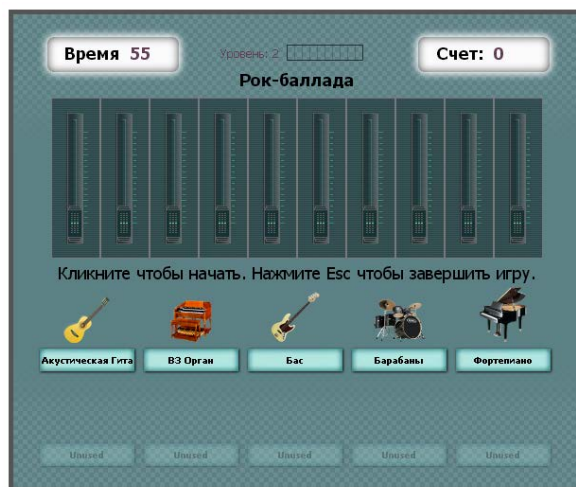 Время 55
Уровень: 2
Счет: 0
Рок-баллада
Кликните чтобы начать. Нажмите Esc чтобы завершить игру.
Акустическая Гита
B3 Орган
Бас
Барабаны
Фортепиано
Unused
Unused
Unused
Unused
Unused